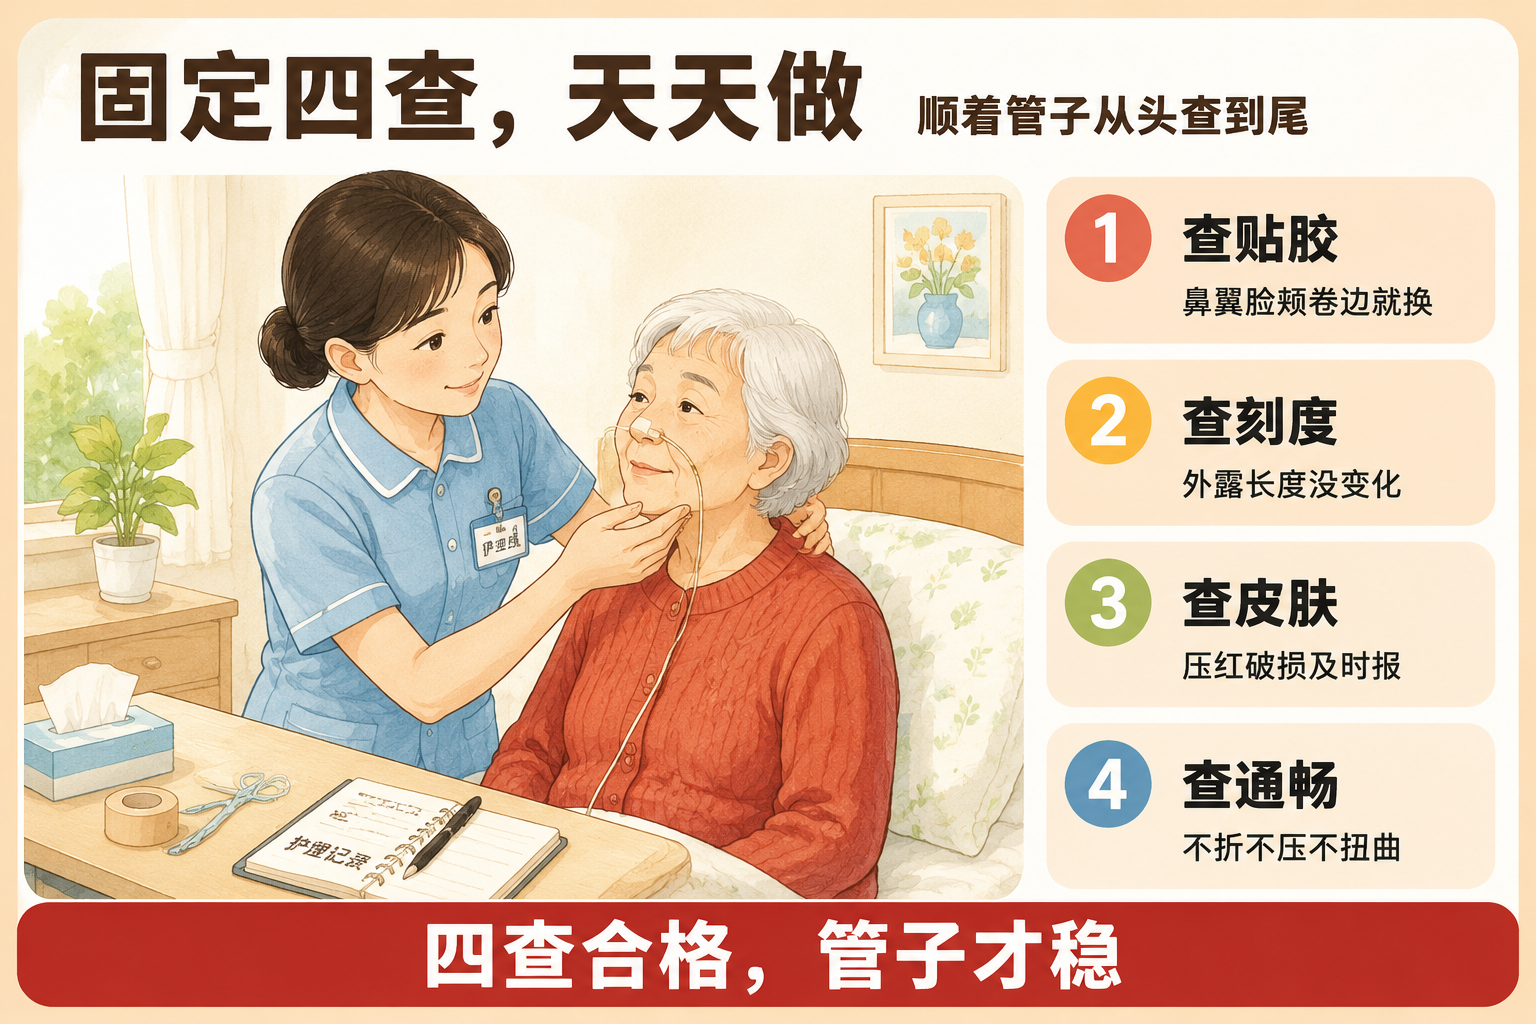 固定四查，天天做
顺着管子从头查到尾
1
查贴胶
鼻翼脸颊卷边就换
2
查刻度
外露长度没变化
3
查皮肤
压红破损及时报
4
查通畅
不折不压不扭曲
护理记录
四查合格，管子才稳